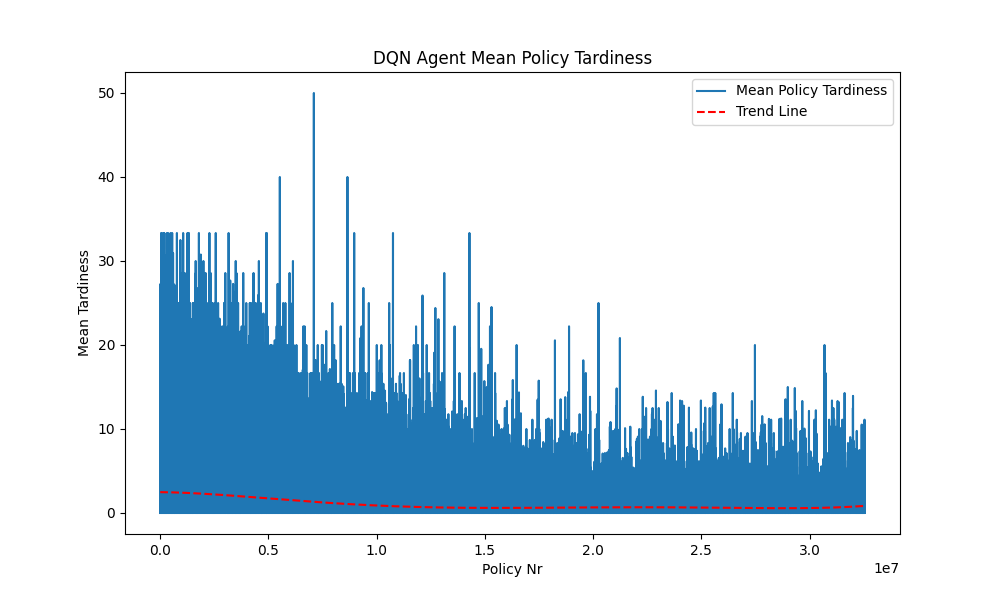 DQN Agent Mean Policy Tardiness
Mean Policy Tardiness
Trend Line
Mean Tardiness
50
40
30
20
10
0
0.0 0.5 1.0 1.5 2.0 2.5 3.0
1e7
Policy Nr